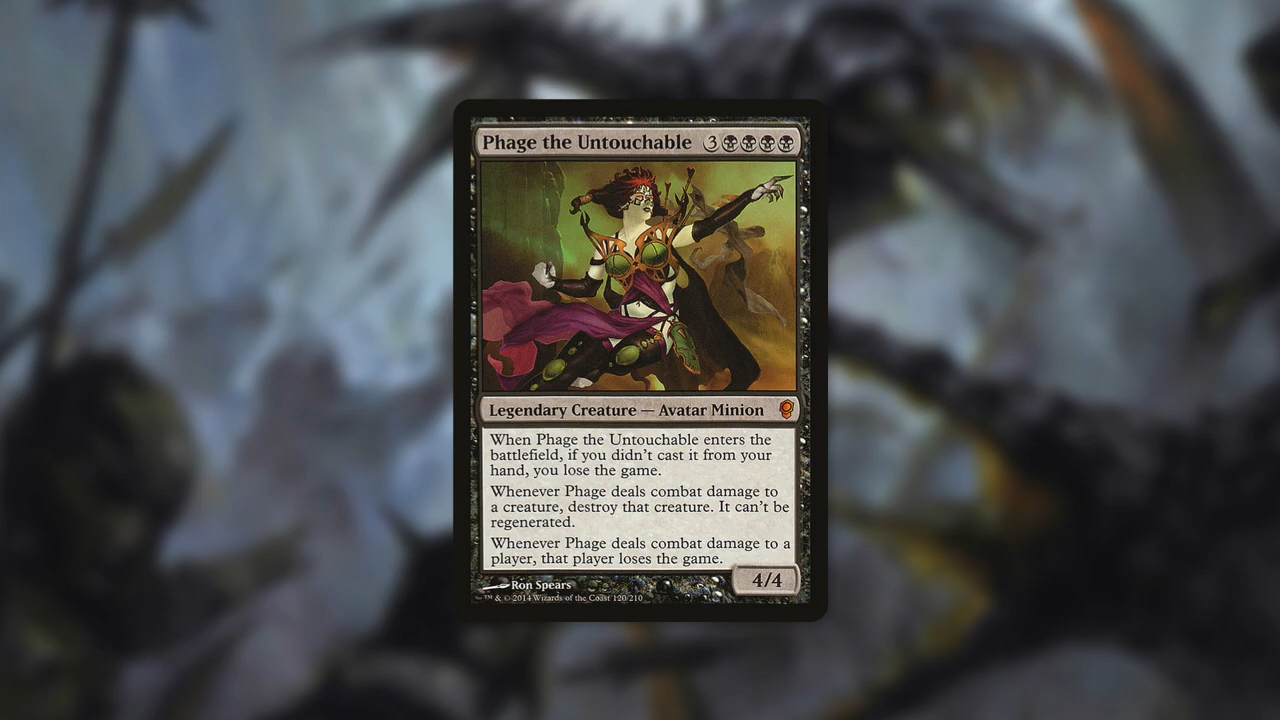 Phage the Untouchable 3
Legendary Creature — Avatar Minion
When Phage the Untouchable enters the
battlefield, if you didn't cast it from your
hand, you lose the game.
Whenever Phage deals combat damage to
a creature, destroy that creature. It can't be
regenerated.
Whenever Phage deals combat damage to a
player, that player loses the game.
4/4
Ron Spears
™ & © 2014 Wizards of the Coast 120/210